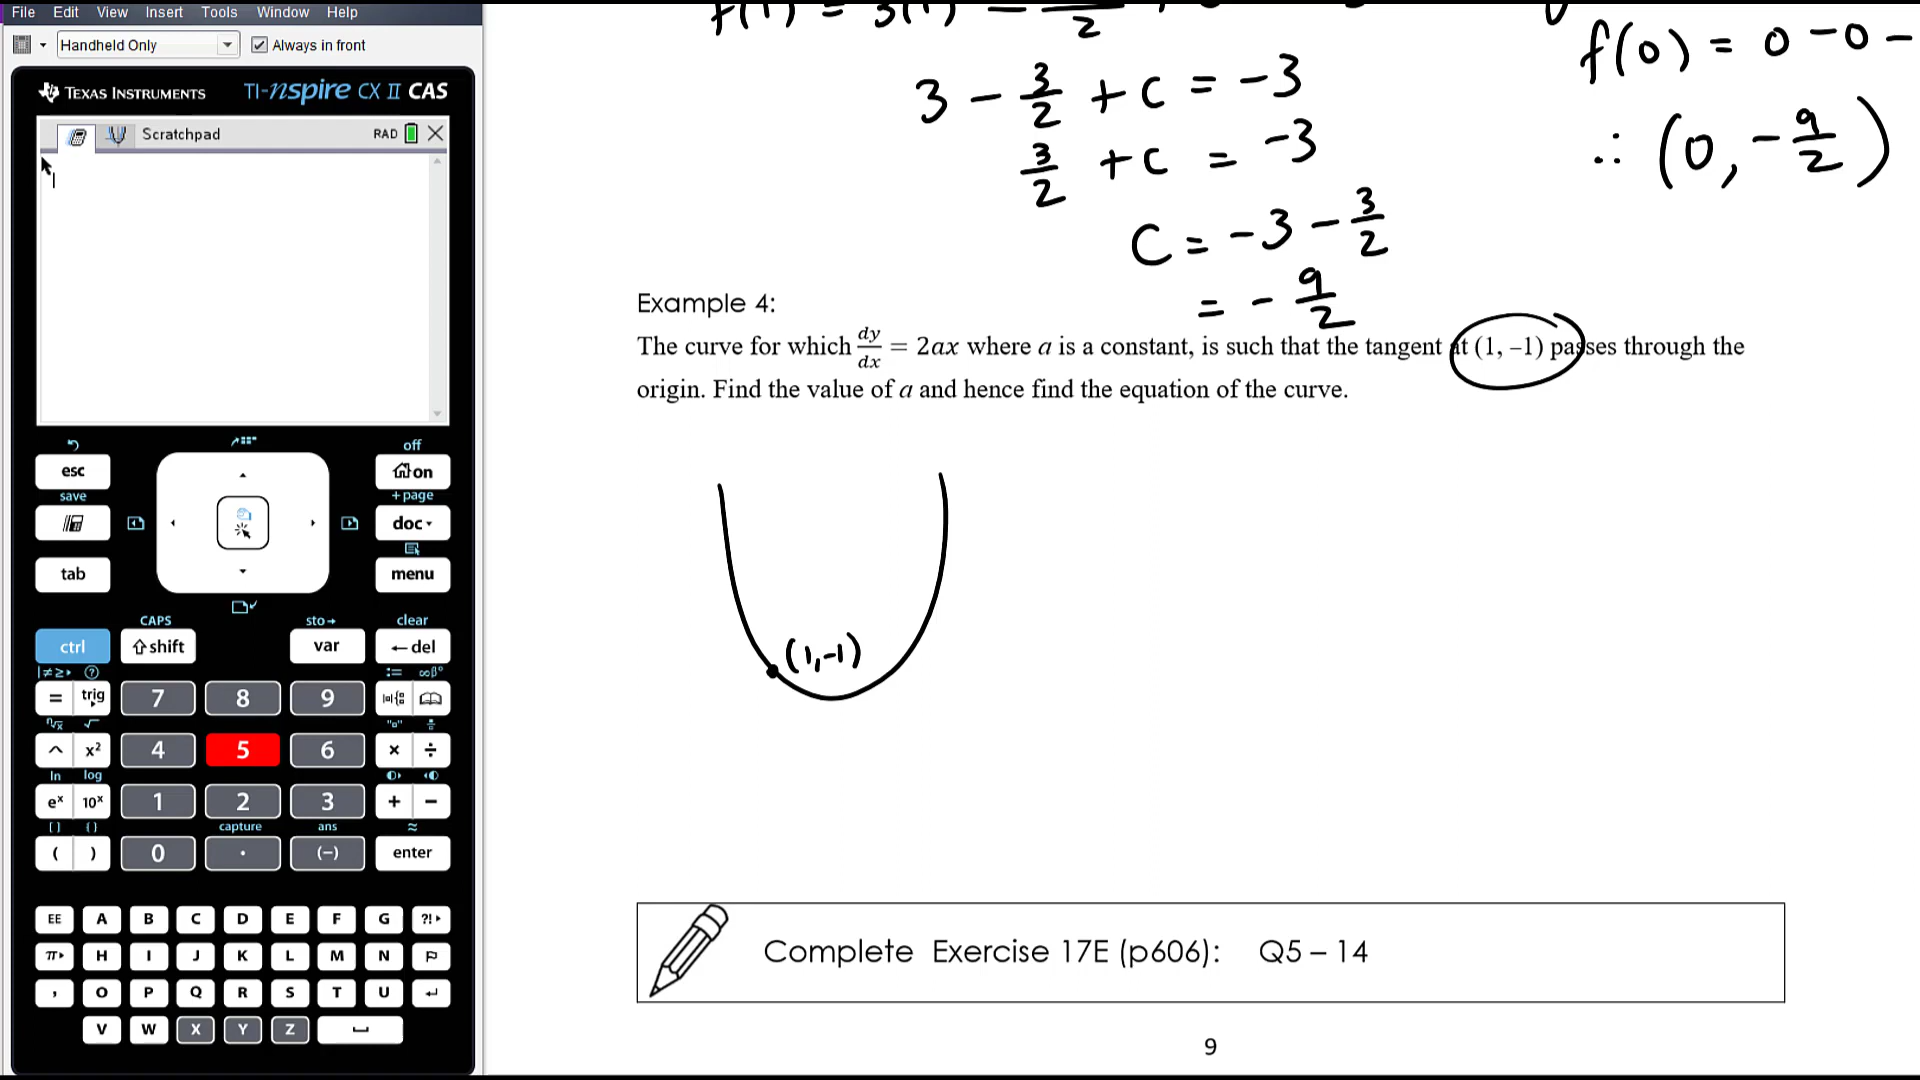 File Edit View Insert Tools Window Help
Handheld Only
Always in front
TEXAS INSTRUMENTS TI-nspire CX II CAS
Scratchpad RAD
off
esc on
save +page
doc
tab menu
CAPS sto→ clear
ctrl ⇧shift var ←del
|≠≥▸ ? := ∞β°
= trig 7 8 9
ⁿ√x √ "▫" ÷
^ x² 4 5 6 × ÷
ln log
eˣ 10ˣ 1 2 3 + −
[ ] { } capture ans ≈
( ) 0 . (−) enter
EE A B C D E F G ?!▸
π▸ H I J K L M N
, O P Q R S T U ↵
V W X Y Z
f(1) = 3(1) − 2
3 − 3/2 + c = −3
3/2 + c = −3
C = −3 − 3/2
= − 9/2
f(0) = 0 − 0 −
∴ (0, −9/2)
Example 4:
The curve for which dy/dx = 2ax where a is a constant, is such that the tangent at (1, –1) passes through the
origin. Find the value of a and hence find the equation of the curve.
(1,−1)
Complete Exercise 17E (p606): Q5 – 14
9